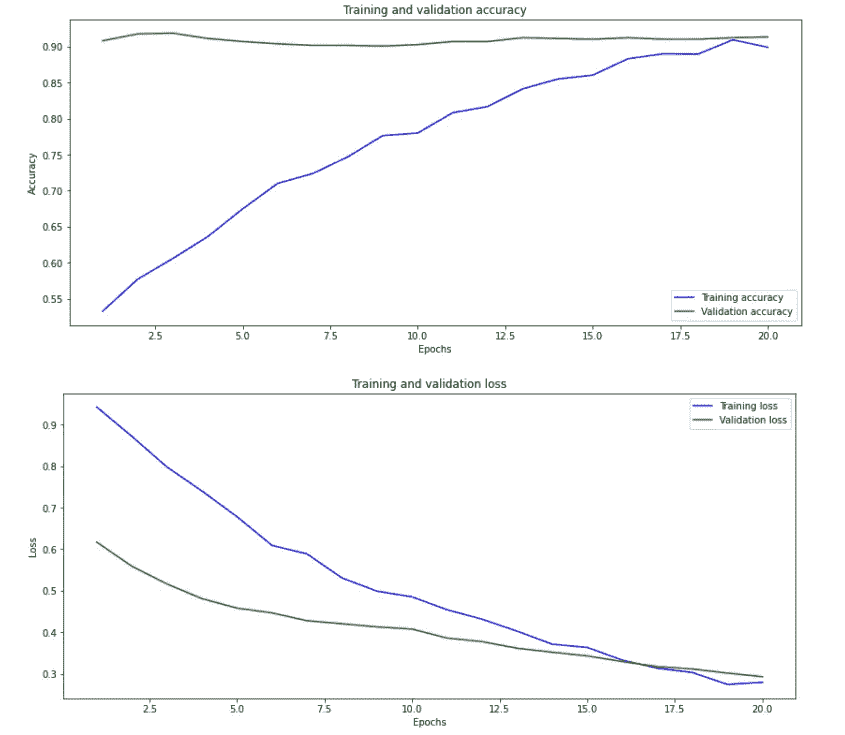 Training and validation accuracy
0.90
0.85
0.80
0.75
0.70
0.65
0.60
0.55
Accuracy
2.5 5.0 7.5 10.0 12.5 15.0 17.5 20.0
Epochs
Training accuracy
Validation accuracy
Training and validation loss
0.9
0.8
0.7
0.6
0.5
0.4
0.3
Loss
2.5 5.0 7.5 10.0 12.5 15.0 17.5 20.0
Epochs
Training loss
Validation loss